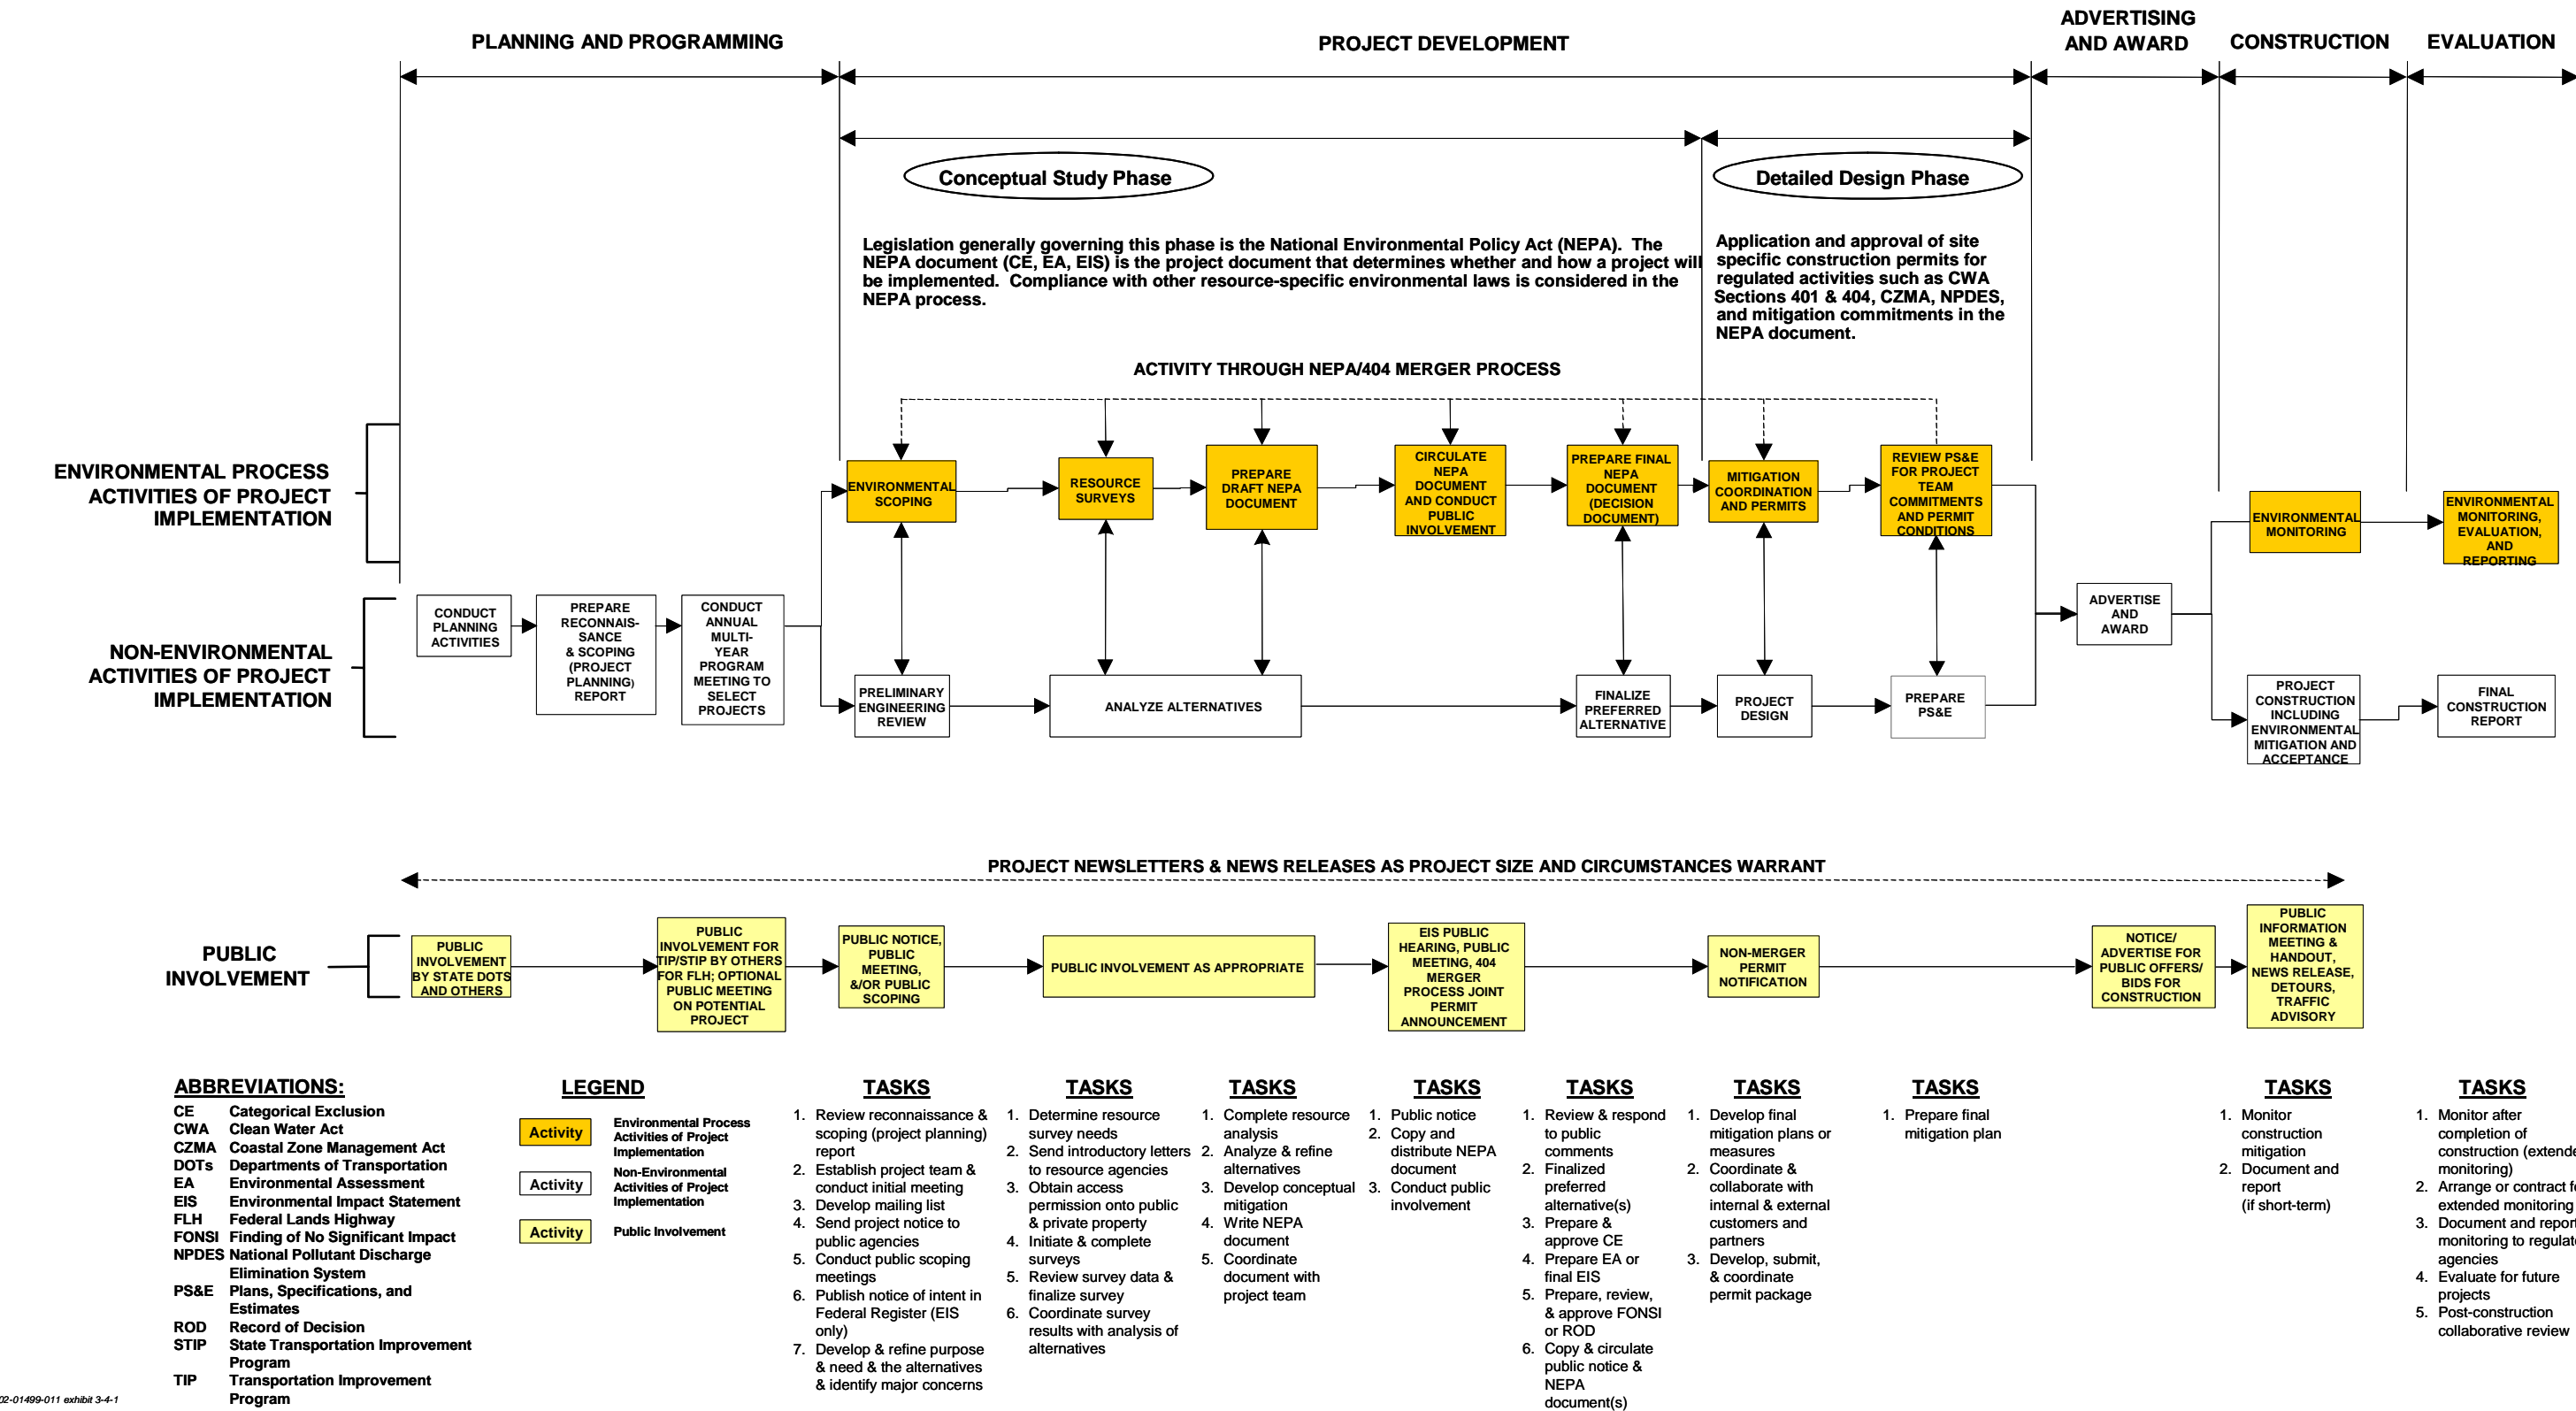 PLANNING AND PROGRAMMING
PROJECT DEVELOPMENT
ADVERTISING
AND AWARD
CONSTRUCTION
EVALUATION
Conceptual Study Phase
Detailed Design Phase
Legislation generally governing this phase is the National Environmental Policy Act (NEPA). The
NEPA document (CE, EA, EIS) is the project document that determines whether and how a project will
be implemented. Compliance with other resource-specific environmental laws is considered in the
NEPA process.
Application and approval of site
specific construction permits for
regulated activities such as CWA
Sections 401 & 404, CZMA, NPDES,
and mitigation commitments in the
NEPA document.
ACTIVITY THROUGH NEPA/404 MERGER PROCESS
ENVIRONMENTAL PROCESS
ACTIVITIES OF PROJECT
IMPLEMENTATION
ENVIRONMENTAL
SCOPING
RESOURCE
SURVEYS
PREPARE
DRAFT NEPA
DOCUMENT
CIRCULATE
NEPA
DOCUMENT
AND CONDUCT
PUBLIC
INVOLVEMENT
PREPARE FINAL
NEPA
DOCUMENT
(DECISION
DOCUMENT)
MITIGATION
COORDINATION
AND PERMITS
REVIEW PS&E
FOR PROJECT
TEAM
COMMITMENTS
AND PERMIT
CONDITIONS
ENVIRONMENTAL
MONITORING
ENVIRONMENTAL
MONITORING,
EVALUATION,
AND
REPORTING
NON-ENVIRONMENTAL
ACTIVITIES OF PROJECT
IMPLEMENTATION
CONDUCT
PLANNING
ACTIVITIES
PREPARE
RECONNAIS-
SANCE
& SCOPING
(PROJECT
PLANNING)
REPORT
CONDUCT
ANNUAL
MULTI-
YEAR
PROGRAM
MEETING TO
SELECT
PROJECTS
PRELIMINARY
ENGINEERING
REVIEW
ANALYZE ALTERNATIVES
FINALIZE
PREFERRED
ALTERNATIVE
PROJECT
DESIGN
PREPARE
PS&E
ADVERTISE
AND
AWARD
PROJECT
CONSTRUCTION
INCLUDING
ENVIRONMENTAL
MITIGATION AND
ACCEPTANCE
FINAL
CONSTRUCTION
REPORT
PROJECT NEWSLETTERS & NEWS RELEASES AS PROJECT SIZE AND CIRCUMSTANCES WARRANT
PUBLIC
INVOLVEMENT
PUBLIC
INVOLVEMENT
BY STATE DOTS
AND OTHERS
PUBLIC
INVOLVEMENT FOR
TIP/STIP BY OTHERS
FOR FLH; OPTIONAL
PUBLIC MEETING
ON POTENTIAL
PROJECT
PUBLIC NOTICE,
PUBLIC
MEETING,
&/OR PUBLIC
SCOPING
PUBLIC INVOLVEMENT AS APPROPRIATE
EIS PUBLIC
HEARING, PUBLIC
MEETING, 404
MERGER
PROCESS JOINT
PERMIT
ANNOUNCEMENT
NON-MERGER
PERMIT
NOTIFICATION
NOTICE/
ADVERTISE FOR
PUBLIC OFFERS/
BIDS FOR
CONSTRUCTION
PUBLIC
INFORMATION
MEETING &
HANDOUT,
NEWS RELEASE,
DETOURS,
TRAFFIC
ADVISORY
ABBREVIATIONS:
CE Categorical Exclusion
CWA Clean Water Act
CZMA Coastal Zone Management Act
DOTs Departments of Transportation
EA Environmental Assessment
EIS Environmental Impact Statement
FLH Federal Lands Highway
FONSI Finding of No Significant Impact
NPDES National Pollutant Discharge
Elimination System
PS&E Plans, Specifications, and
Estimates
ROD Record of Decision
STIP State Transportation Improvement
Program
TIP Transportation Improvement
Program
LEGEND
Activity
Environmental Process
Activities of Project
Implementation
Activity
Non-Environmental
Activities of Project
Implementation
Activity
Public Involvement
TASKS
1. Review reconnaissance &
scoping (project planning)
report
2. Establish project team &
conduct initial meeting
3. Develop mailing list
4. Send project notice to
public agencies
5. Conduct public scoping
meetings
6. Publish notice of intent in
Federal Register (EIS
only)
7. Develop & refine purpose
& need & the alternatives
& identify major concerns
TASKS
1. Determine resource
survey needs
2. Send introductory letters
to resource agencies
3. Obtain access
permission onto public
& private property
4. Initiate & complete
surveys
5. Review survey data &
finalize survey
6. Coordinate survey
results with analysis of
alternatives
TASKS
1. Complete resource
analysis
2. Analyze & refine
alternatives
3. Develop conceptual
mitigation
4. Write NEPA
document
5. Coordinate
document with
project team
TASKS
1. Public notice
2. Copy and
distribute NEPA
document
3. Conduct public
involvement
TASKS
1. Review & respond
to public
comments
2. Finalized
preferred
alternative(s)
3. Prepare &
approve CE
4. Prepare EA or
final EIS
5. Prepare, review,
& approve FONSI
or ROD
6. Copy & circulate
public notice &
NEPA
document(s)
TASKS
1. Develop final
mitigation plans or
measures
2. Coordinate &
collaborate with
internal & external
customers and
partners
3. Develop, submit,
& coordinate
permit package
TASKS
1. Prepare final
mitigation plan
TASKS
1. Monitor
construction
mitigation
2. Document and
report
(if short-term)
TASKS
1. Monitor after
completion of
construction
monitoring)
2. Arrange or contract
extended monitoring
3. Document and report
monitoring to
agencies
4. Evaluate for future
projects
5. Post-construction
collaborative review
02-01499-011 exhibit 3-4-1